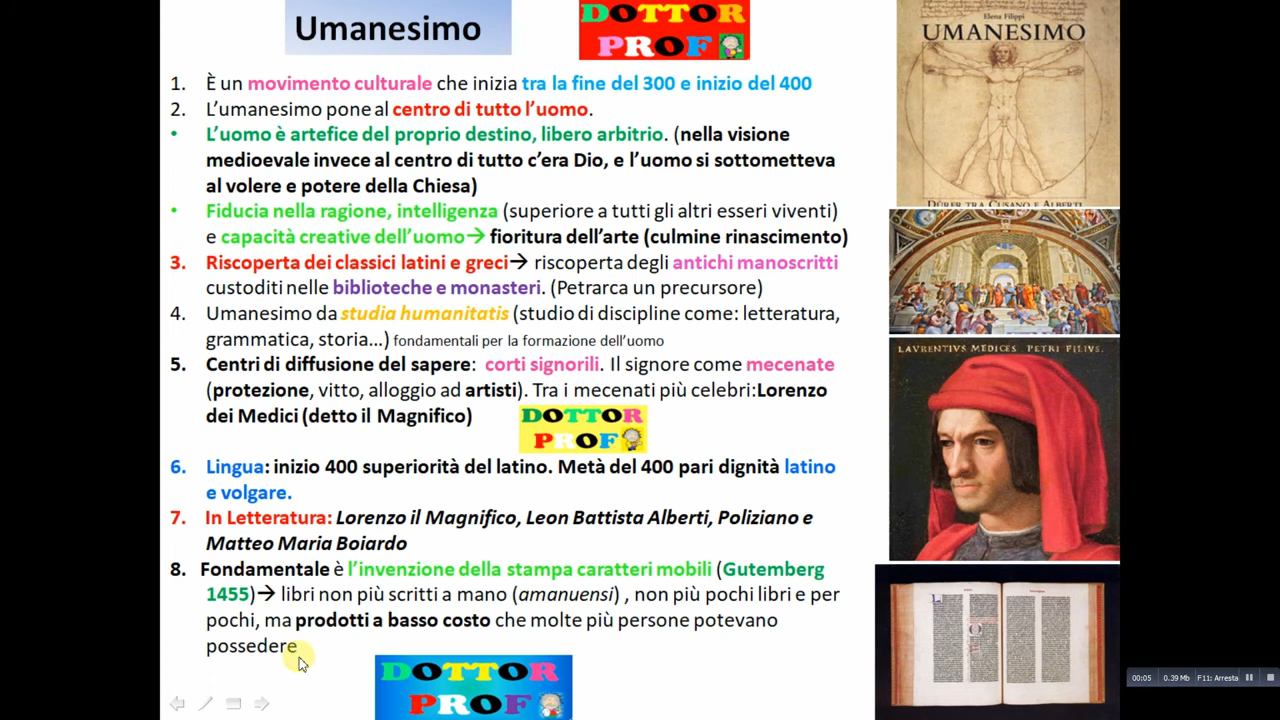 Umanesimo
DOTTOR
PROF
1. È un movimento culturale che inizia tra la fine del 300 e inizio del 400
2. L'umanesimo pone al centro di tutto l'uomo.
• L'uomo è artefice del proprio destino, libero arbitrio. (nella visione
medioevale invece al centro di tutto c'era Dio, e l'uomo si sottometteva
al volere e potere della Chiesa)
• Fiducia nella ragione, intelligenza (superiore a tutti gli altri esseri viventi)
e capacità creative dell'uomo→ fioritura dell'arte (culmine rinascimento)
3. Riscoperta dei classici latini e greci→ riscoperta degli antichi manoscritti
custoditi nelle biblioteche e monasteri. (Petrarca un precursore)
4. Umanesimo da studia humanitatis (studio di discipline come: letteratura,
grammatica, storia...) fondamentali per la formazione dell'uomo
5. Centri di diffusione del sapere: corti signorili. Il signore come mecenate
(protezione, vitto, alloggio ad artisti). Tra i mecenati più celebri:Lorenzo
dei Medici (detto il Magnifico)
DOTTOR
PROF
6. Lingua: inizio 400 superiorità del latino. Metà del 400 pari dignità latino
e volgare.
7. In Letteratura: Lorenzo il Magnifico, Leon Battista Alberti, Poliziano e
Matteo Maria Boiardo
8. Fondamentale è l'invenzione della stampa caratteri mobili (Gutemberg
1455)→ libri non più scritti a mano (amanuensi) , non più pochi libri e per
pochi, ma prodotti a basso costo che molte più persone potevano
possedere
DOTTOR
PROF
Elena Filippi
UMANESIMO
DÜRER TRA CUSANO E ALBERTI
LAVRENTIVS MEDICES PETRI FILIVS.
00:05 0.39 Mb F11: Arresta